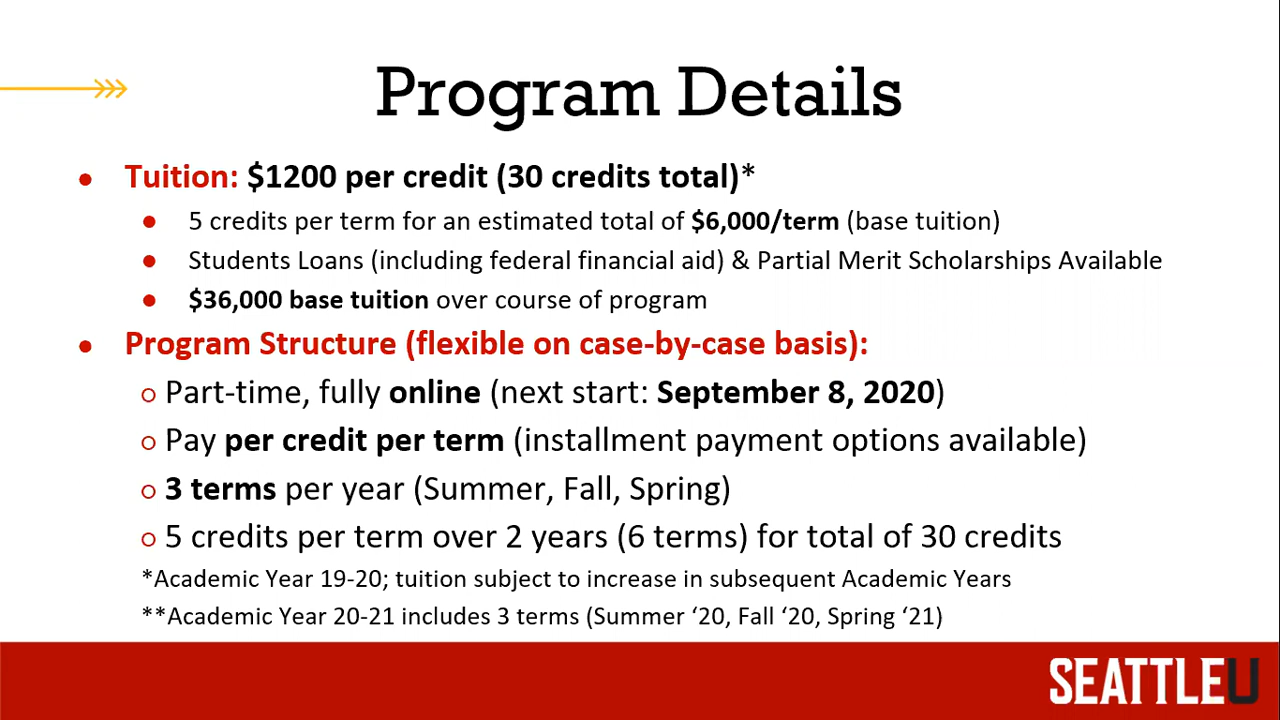 Program Details
Tuition: $1200 per credit (30 credits total)*
5 credits per term for an estimated total of $6,000/term (base tuition)
Students Loans (including federal financial aid) & Partial Merit Scholarships Available
$36,000 base tuition over course of program
Program Structure (flexible on case-by-case basis):
Part-time, fully online (next start: September 8, 2020)
Pay per credit per term (installment payment options available)
3 terms per year (Summer, Fall, Spring)
5 credits per term over 2 years (6 terms) for total of 30 credits
*Academic Year 19-20; tuition subject to increase in subsequent Academic Years
**Academic Year 20-21 includes 3 terms (Summer ‘20, Fall ‘20, Spring ‘21)
SEATTLEU